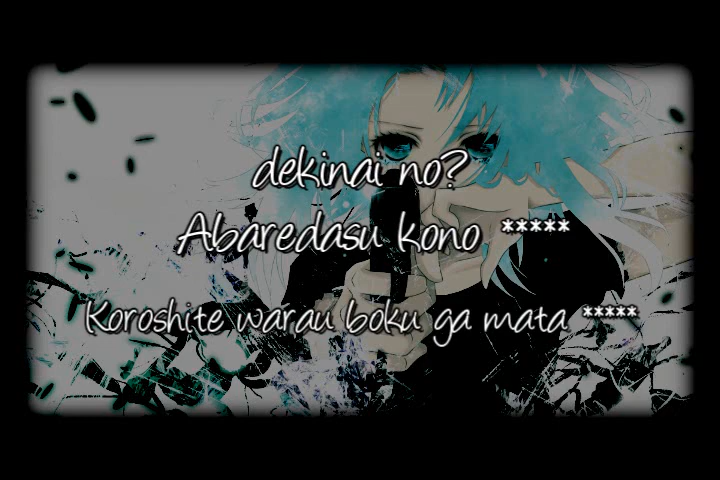 dekinai no?
Abaredasu kono *****
Koroshite warau boku ga mata *****